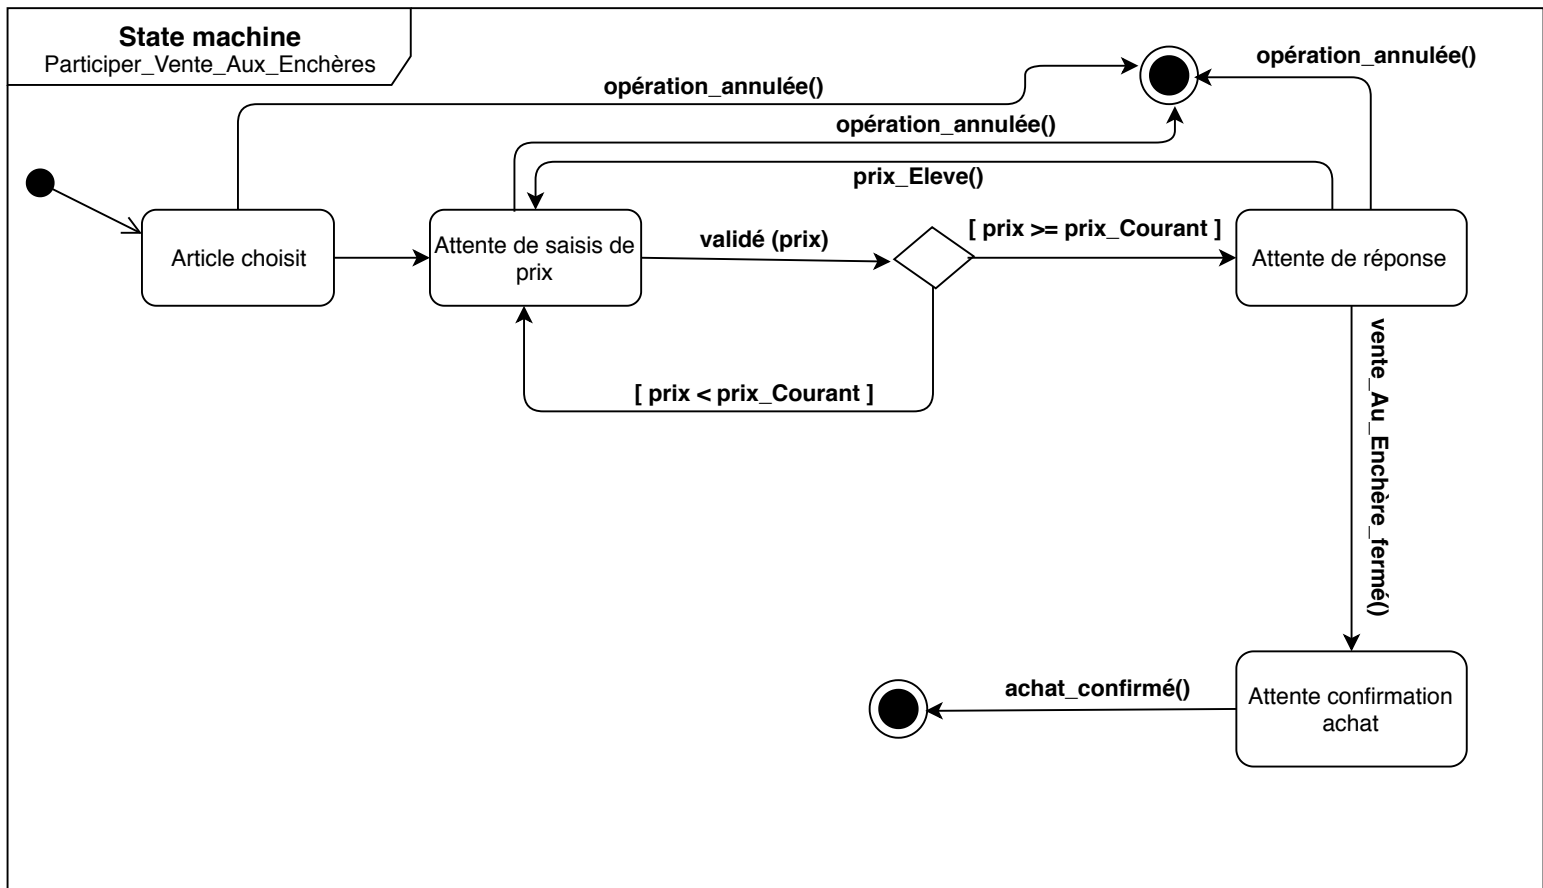 State machine
Participer_Vente_Aux_Enchères
opération_annulée()
opération_annulée()
opération_annulée()
prix_Eleve()
Article choisit
Attente de saisis de
prix
validé (prix)
[ prix >= prix_Courant ]
Attente de réponse
[ prix < prix_Courant ]
vente_Au_Enchère_fermé()
achat_confirmé()
Attente confirmation
achat